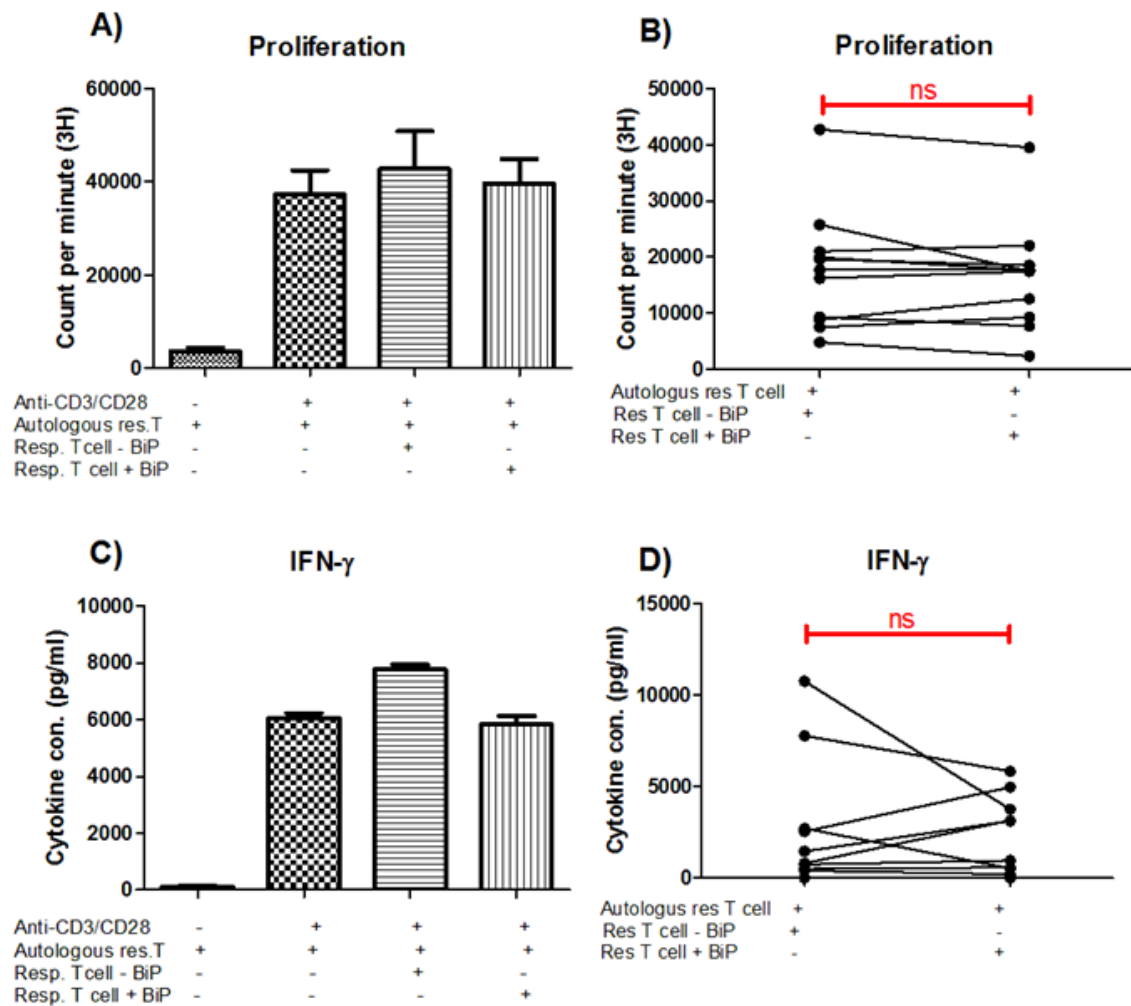 A)
Proliferation
Count per minute (3H)
60000
40000
20000
0
Anti-CD3/CD28 - + + +
Autologous res.T + + + +
Resp. Tcell - BiP - - + -
Resp. T cell + BiP - - - +
B)
Proliferation
ns
Count per minute (3H)
50000
40000
30000
20000
10000
0
Autologus res T cell + +
Res T cell - BiP + -
Res T cell + BiP - +
C)
IFN-γ
Cytokine con. (pg/ml)
10000
8000
6000
4000
2000
0
Anti-CD3/CD28 - + + +
Autologous res.T + + + +
Resp. Tcell - BiP - - + -
Resp. T cell + BiP - - - +
D)
IFN-γ
ns
Cytokine con. (pg/ml)
15000
10000
5000
0
Autologus res T cell + +
Res T cell - BiP + -
Res T cell + BiP - +